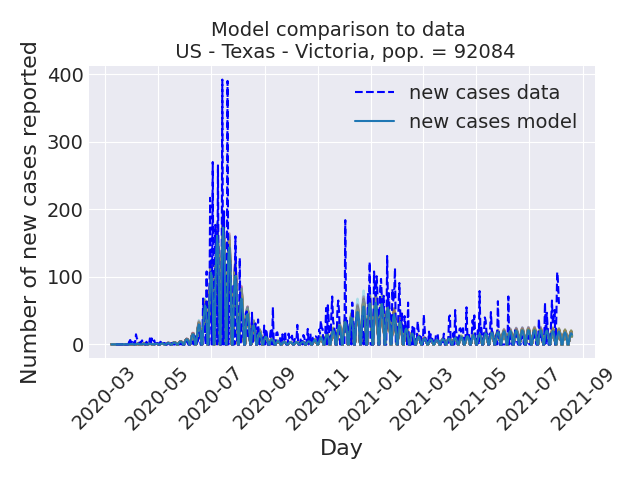 Model comparison to data
US - Texas - Victoria, pop. = 92084
Number of new cases reported
400
300
200
100
0
new cases data
new cases model
2020-03
2020-05
2020-07
2020-09
2020-11
2021-01
2021-03
2021-05
2021-07
2021-09
Day